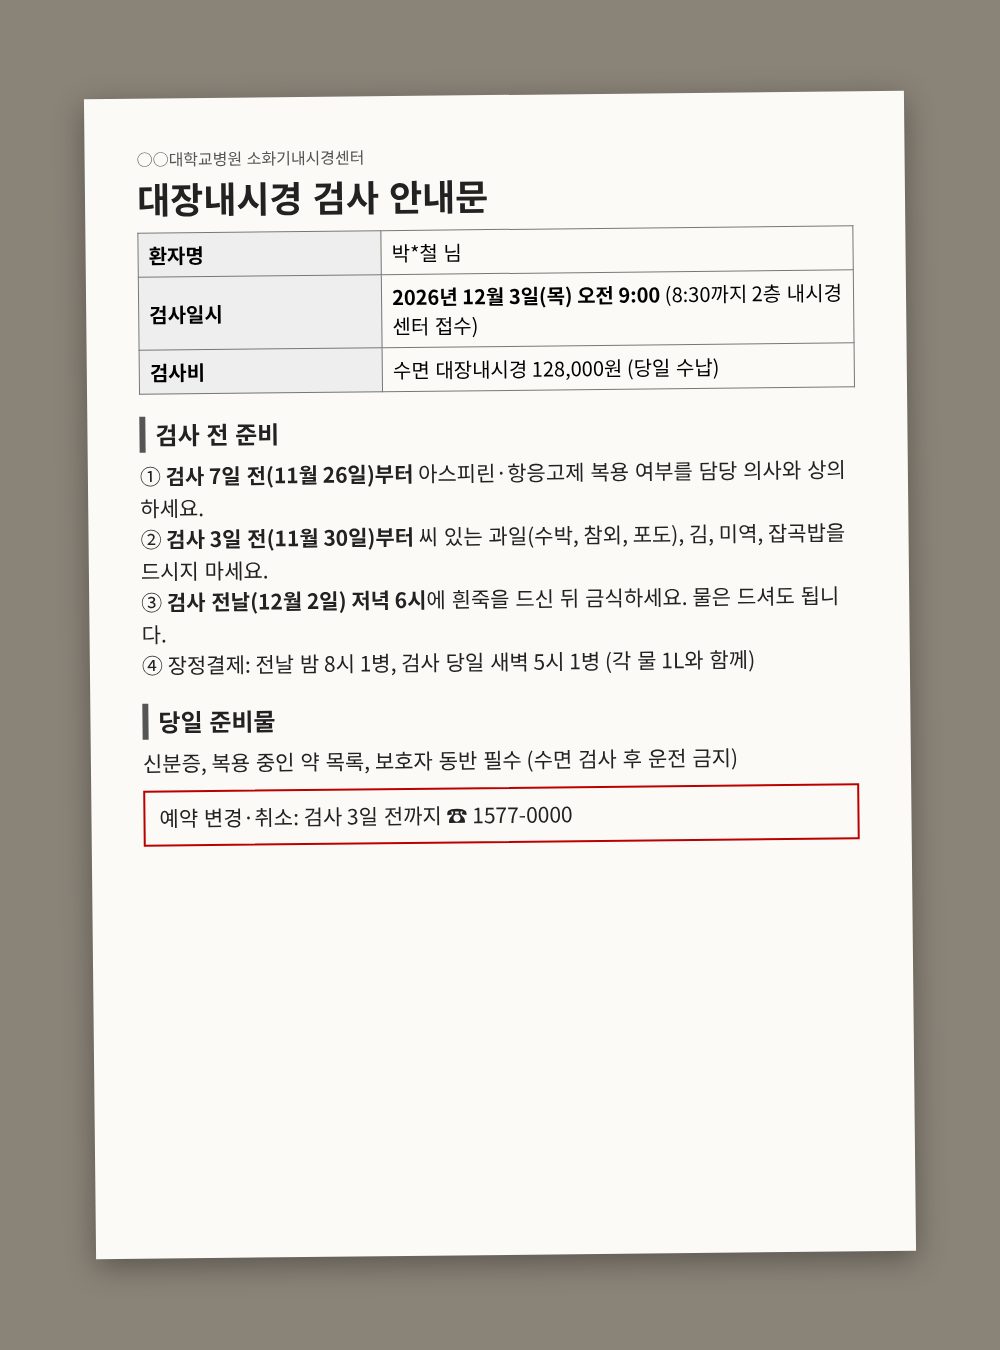 ○○대학교병원 소화기내시경센터
대장내시경 검사 안내문
환자명 박*철 님
검사일시 2026년 12월 3일(목) 오전 9:00 (8:30까지 2층 내시경
센터 접수)
검사비 수면 대장내시경 128,000원 (당일 수납)
검사 전 준비
① 검사 7일 전(11월 26일)부터 아스피린·항응고제 복용 여부를 담당 의사와 상의
하세요.
② 검사 3일 전(11월 30일)부터 씨 있는 과일(수박, 참외, 포도), 김, 미역, 잡곡밥을
드시지 마세요.
③ 검사 전날(12월 2일) 저녁 6시에 흰죽을 드신 뒤 금식하세요. 물은 드셔도 됩니
다.
④ 장정결제: 전날 밤 8시 1병, 검사 당일 새벽 5시 1병 (각 물 1L와 함께)
당일 준비물
신분증, 복용 중인 약 목록, 보호자 동반 필수 (수면 검사 후 운전 금지)
예약 변경·취소: 검사 3일 전까지 ☎ 1577-0000